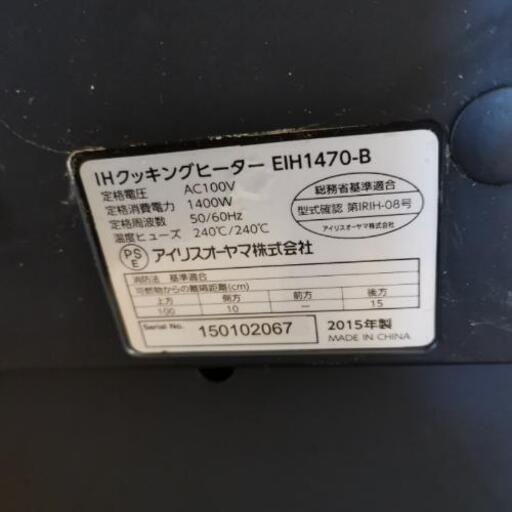 IHクッキングヒーター EIH1470-B
定格電圧 AC100V
定格消費電力 1400W
定格周波数 50/60Hz
温度ヒューズ 240℃/240℃
総務省基準適合
型式確認 第IRIH-08号
アイリスオーヤマ株式会社
PSE アイリスオーヤマ株式会社
消防法 基準適合
可燃物からの離隔距離(cm)
上方 側方 前方 後方
100 10 — 15
Serial No. 150102067
2015年製
MADE IN CHINA